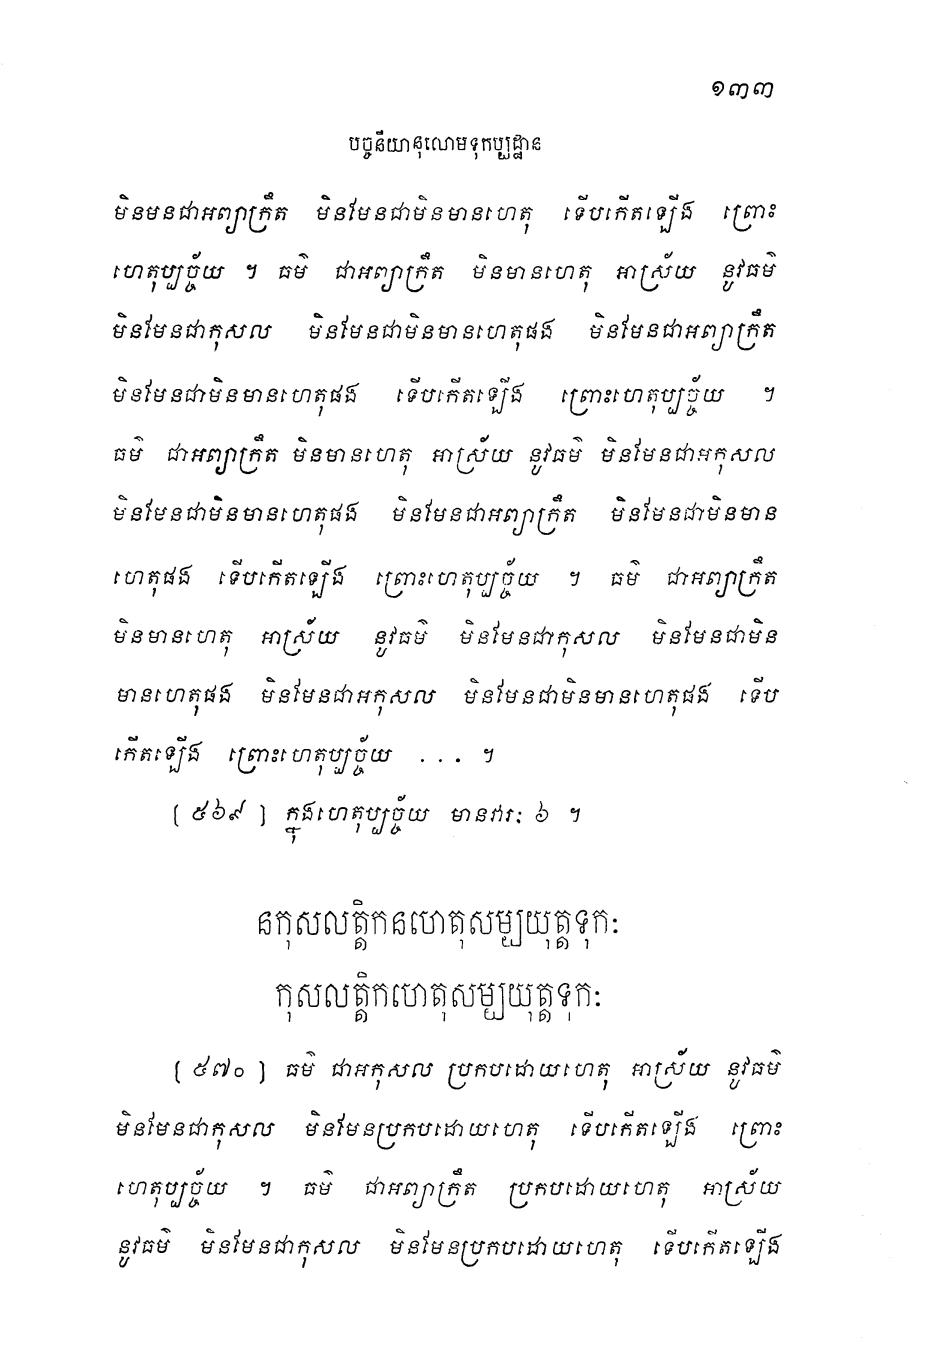 ១៣៣
បច្ចនីយានុលោមទុកប្បដ្ឋាន
មិនមនជាអព្យាក្រឹត មិនមែនជាមិនមានហេតុ ទើបកើតឡើង ព្រោះ
ហេតុប្បច្ច័យ ។ ធម៌ ជាអព្យាក្រឹត មិនមានហេតុ អាស្រ័យ នូវធម៌
មិនមែនជាកុសល មិនមែនជាមិនមានហេតុផង មិនមែនជាអព្យាក្រឹត
មិនមែនជាមិនមានហេតុផង ទើបកើតឡើង ព្រោះហេតុប្បច្ច័យ ។
ធម៌ ជាអព្យាក្រឹត មិនមានហេតុ អាស្រ័យ នូវធម៌ មិនមែនជាអកុសល
មិនមែនជាមិនមានហេតុផង មិនមែនជាអព្យាក្រឹត មិនមែនជាមិនមាន
ហេតុផង ទើបកើតឡើង ព្រោះហេតុប្បច្ច័យ ។ ធម៌ ជាអព្យាក្រឹត
មិនមានហេតុ អាស្រ័យ នូវធម៌ មិនមែនជាកុសល មិនមែនជាមិន
មានហេតុផង មិនមែនជាអកុសល មិនមែនជាមិនមានហេតុផង ទើប
កើតឡើង ព្រោះហេតុប្បច្ច័យ . . . ។
[ ៥៦៩ ] ក្នុងហេតុប្បច្ច័យ មានវារៈ ៦ ។
នកុសលត្តិកនហេតុសម្បយុត្តទុកៈ
កុសលត្តិកហេតុសម្បយុត្តទុកៈ
[ ៥៧០ ] ធម៌ ជាអកុសល ប្រកបដោយហេតុ អាស្រ័យ នូវធម៌
មិនមែនជាកុសល មិនមែនប្រកបដោយហេតុ ទើបកើតឡើង ព្រោះ
ហេតុប្បច្ច័យ ។ ធម៌ ជាអព្យាក្រឹត ប្រកបដោយហេតុ អាស្រ័យ
នូវធម៌ មិនមែនជាកុសល មិនមែនប្រកបដោយហេតុ ទើបកើតឡើង